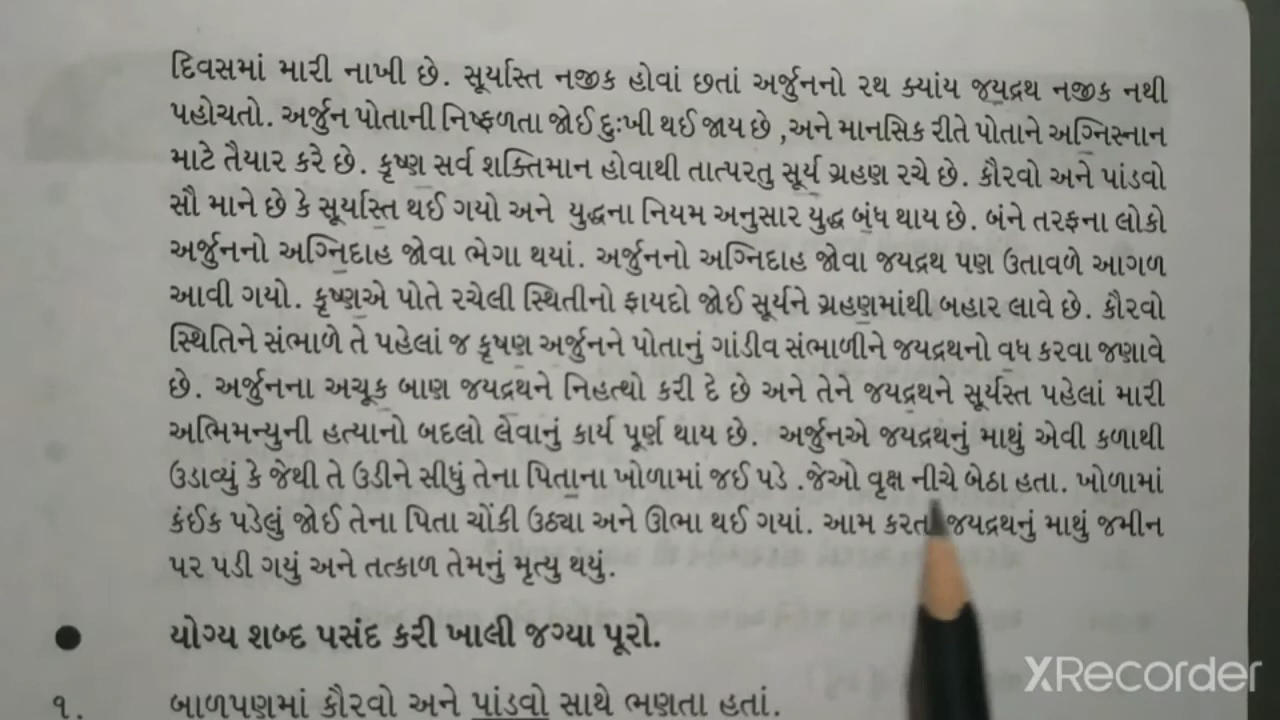 દિવસમાં મારી નાખી છે. સૂર્યાસ્ત નજીક હોવાં છતાં અર્જુનનો રથ ક્યાંય જયદ્રથ નજીક નથી
પહોચતો. અર્જુન પોતાની નિષ્ફળતા જોઈ દુઃખી થઈ જાય છે ,અને માનસિક રીતે પોતાને અગ્નિસ્નાન
માટે તૈયાર કરે છે. કૃષ્ણ સર્વ શક્તિમાન હોવાથી તાત્પરતુ સૂર્ય ગ્રહણ રચે છે. કૌરવો અને પાંડવો
સૌ માને છે કે સૂર્યાસ્ત થઈ ગયો અને યુદ્ધના નિયમ અનુસાર યુદ્ધ બંધ થાય છે. બંને તરફના લોકો
અર્જુનનો અગ્નિદાહ જોવા ભેગા થયાં. અર્જુનનો અગ્નિદાહ જોવા જયદ્રથ પણ ઉતાવળે આગળ
આવી ગયો. કૃષ્ણએ પોતે રચેલી સ્થિતીનો ફાયદો જોઈ સૂર્યને ગ્રહણમાંથી બહાર લાવે છે. કૌરવો
સ્થિતિને સંભાળે તે પહેલાં જ કૃષણ અર્જુનને પોતાનું ગાંડીવ સંભાળીને જયદ્રથનો વધ કરવા જણાવે
છે. અર્જુનના અચૂક બાણ જયદ્રથને નિહત્થો કરી દે છે અને તેને જયદ્રથને સૂર્યસ્ત પહેલાં મારી
અભિમન્યુની હત્યાનો બદલો લેવાનું કાર્ય પૂર્ણ થાય છે. અર્જુનએ જયદ્રથનું માથું એવી કળાથી
ઉડાવ્યું કે જેથી તે ઉડીને સીધું તેના પિતાના ખોળામાં જઈ પડે .જેઓ વૃક્ષ નીચે બેઠા હતા. ખોળામાં
કંઈક પડેલું જોઈ તેના પિતા ચોંકી ઉઠ્યા અને ઊભા થઈ ગયાં. આમ કરતા જયદ્રથનું માથું જમીન
પર પડી ગયું અને તત્કાળ તેમનું મૃત્યુ થયું.
● યોગ્ય શબ્દ પસંદ કરી ખાલી જગ્યા પૂરો.
૧. બાળપણમાં કૌરવો અને પાંડવો સાથે ભણતા હતાં.
XRecorder